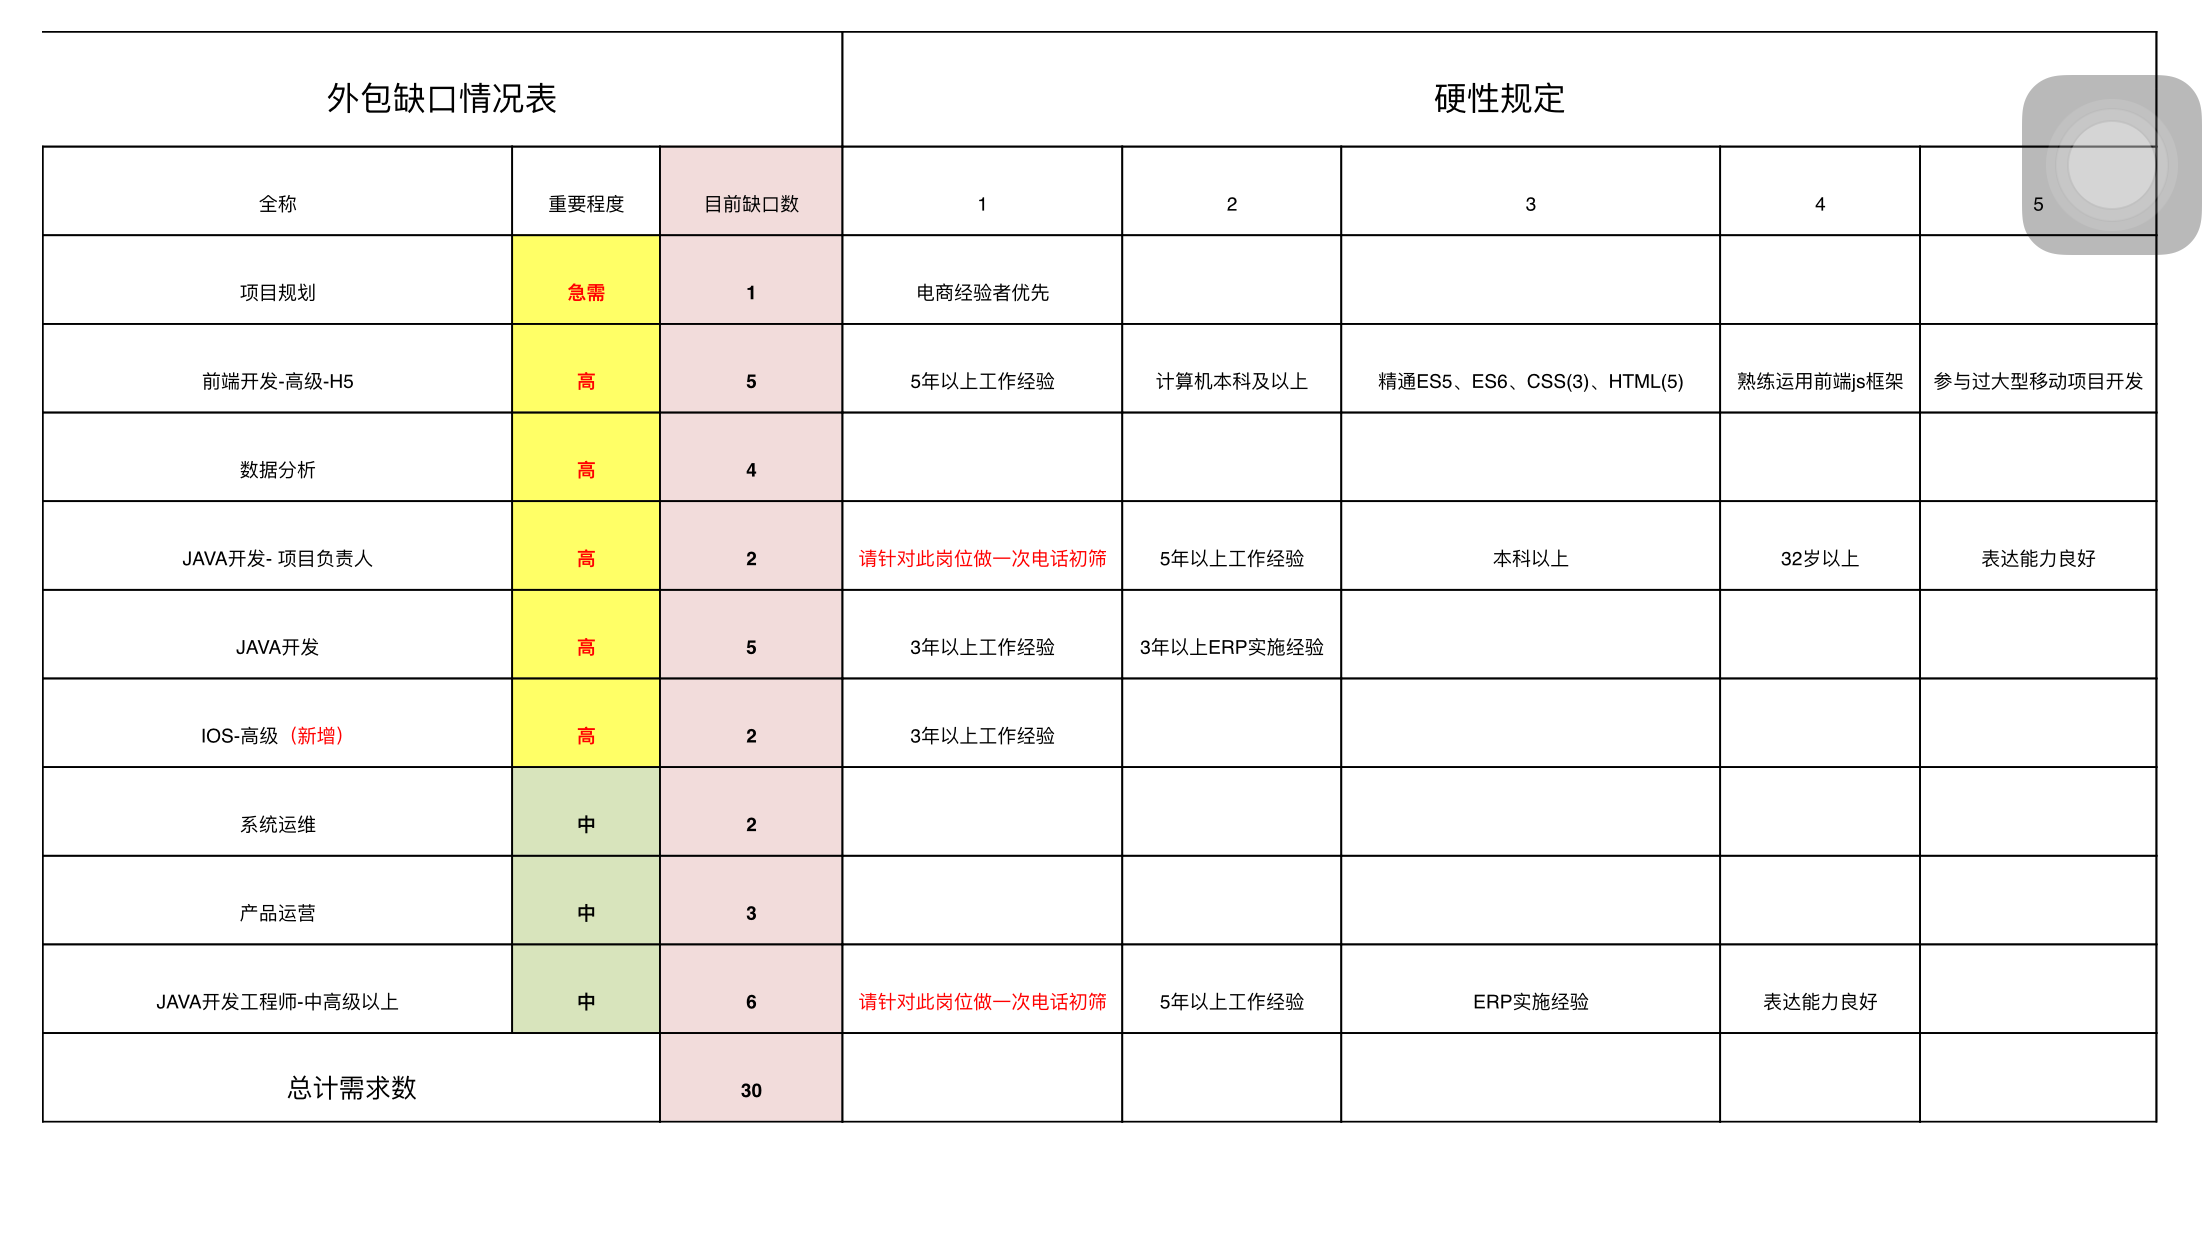 外包缺口情况表 硬性规定
全称 重要程度 目前缺口数 1 2 3 4 5
项目规划 急需 1 电商经验者优先
前端开发-高级-H5 高 5 5年以上工作经验 计算机本科及以上 精通ES5、ES6、CSS(3)、HTML(5) 熟练运用前端js框架 参与过大型移动项目开发
数据分析 高 4
JAVA开发- 项目负责人 高 2 请针对此岗位做一次电话初筛 5年以上工作经验 本科以上 32岁以上 表达能力良好
JAVA开发 高 5 3年以上工作经验 3年以上ERP实施经验
IOS-高级（新增） 高 2 3年以上工作经验
系统运维 中 2
产品运营 中 3
JAVA开发工程师-中高级以上 中 6 请针对此岗位做一次电话初筛 5年以上工作经验 ERP实施经验 表达能力良好
总计需求数 30